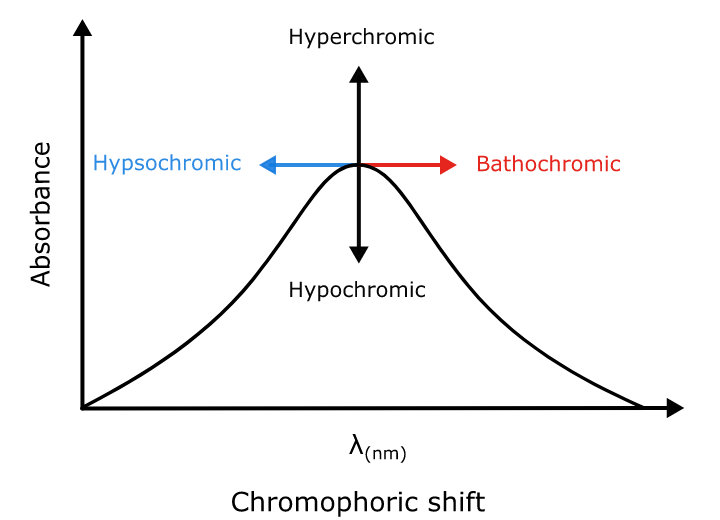 Hyperchromic
Hypsochromic
Bathochromic
Absorbance
Hypochromic
λ(nm)
Chromophoric shift